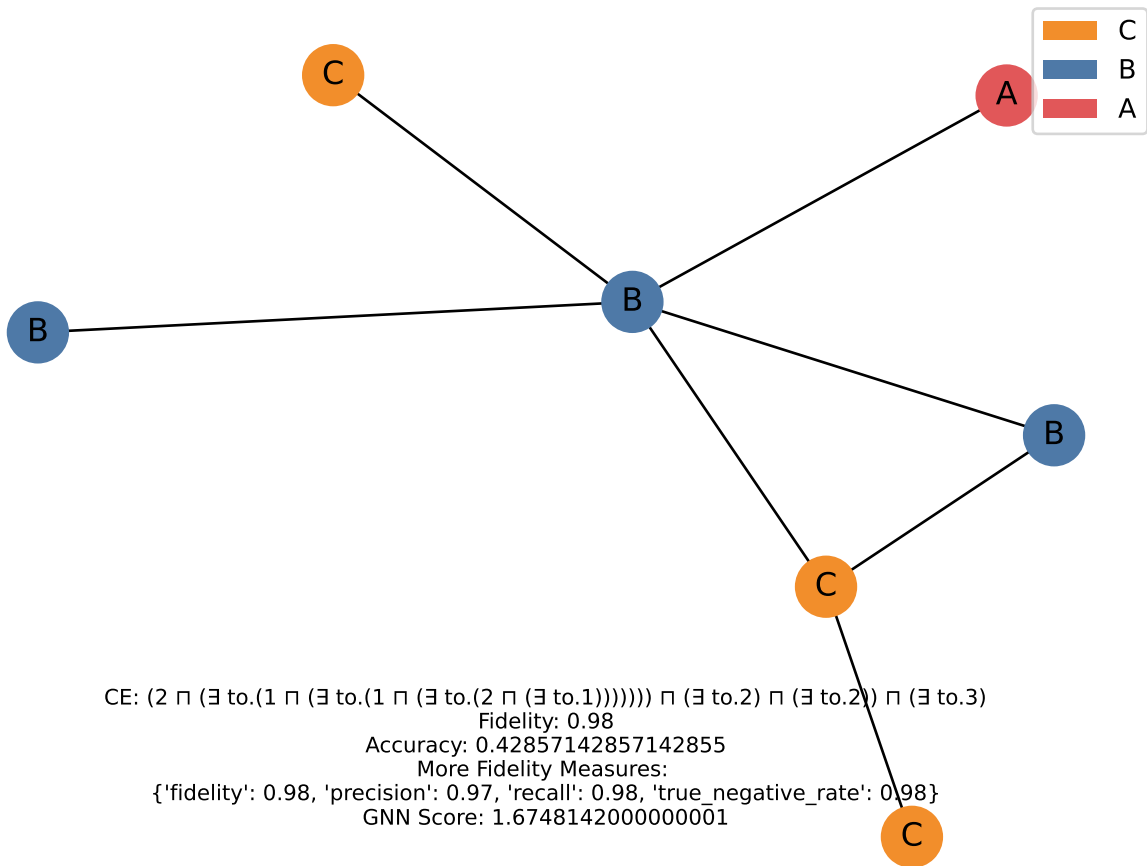 C
C
B
A
A
C
B
B
B
C
CE: (2 ⊓ (∃ to.(1 ⊓ (∃ to.(1 ⊓ (∃ to.(2 ⊓ (∃ to.1))))))) ⊓ (∃ to.2) ⊓ (∃ to.2)) ⊓ (∃ to.3)
Fidelity: 0.98
Accuracy: 0.42857142857142855
More Fidelity Measures:
{'fidelity': 0.98, 'precision': 0.97, 'recall': 0.98, 'true_negative_rate': 0.98}
GNN Score: 1.6748142000000001
C